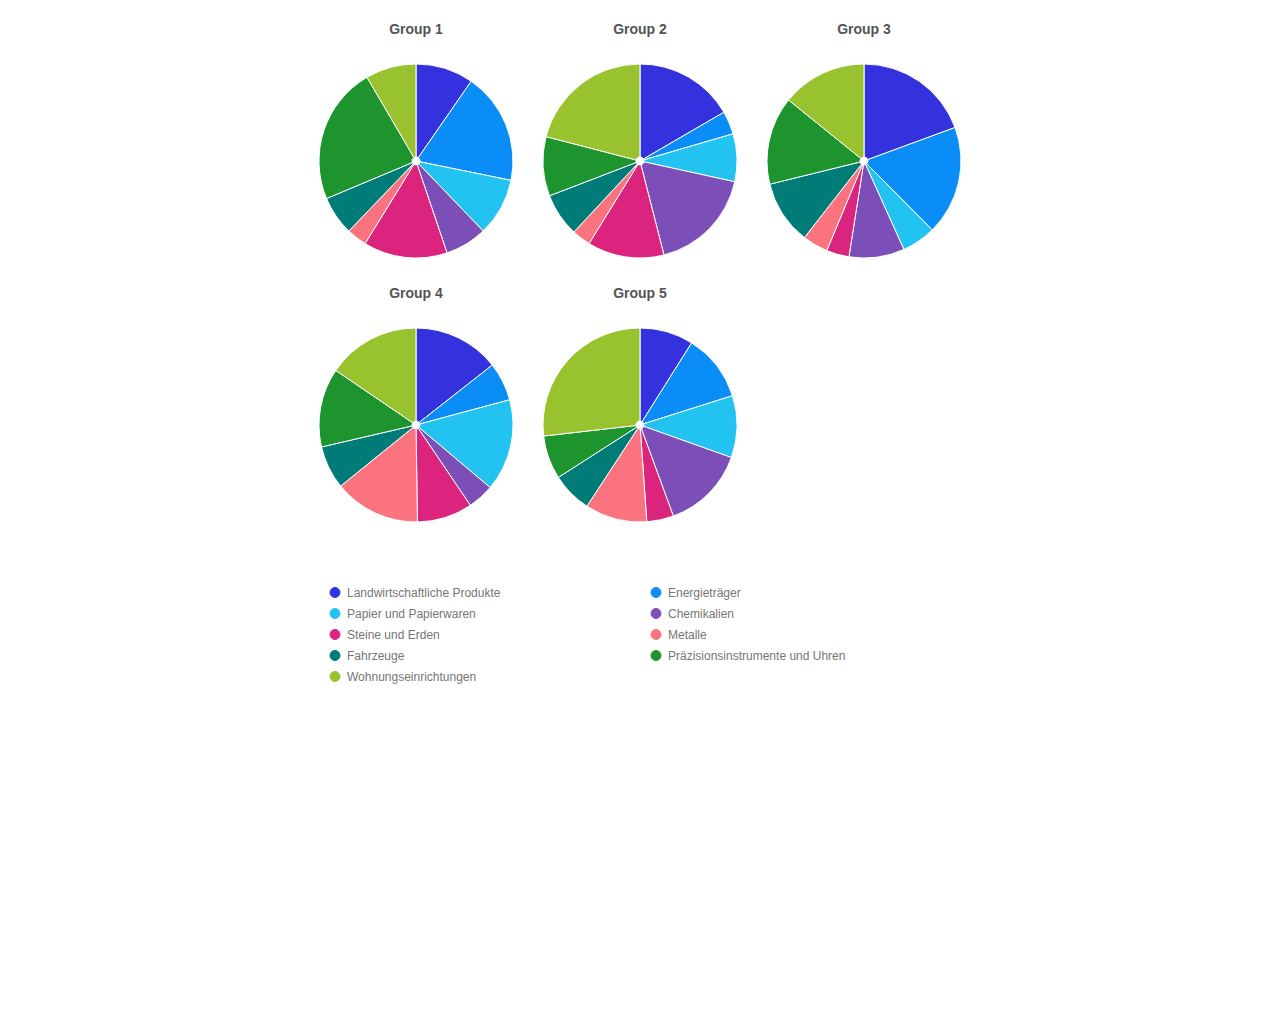 Group 1
Group 2
Group 3
Group 4
Group 5
Landwirtschaftliche Produkte
Energieträger
Papier und Papierwaren
Chemikalien
Steine und Erden
Metalle
Fahrzeuge
Präzisionsinstrumente und Uhren
Wohnungseinrichtungen